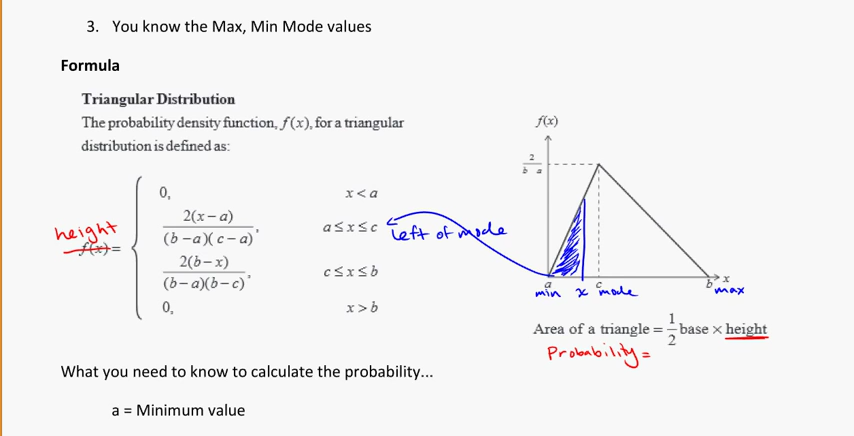 3. You know the Max, Min Mode values
Formula
Triangular Distribution
The probability density function, f(x), for a triangular
distribution is defined as:
height
f(x) =
0, x < a
2(x − a)
(b − a)(c − a) , a ≤ x ≤ c
left of mode
2(b − x)
(b − a)(b − c) , c ≤ x ≤ b
0, x > b
f(x)
2
b a
a c b x
min x mode max
Area of a triangle = 1/2 base × height
Probability =
What you need to know to calculate the probability...
a = Minimum value